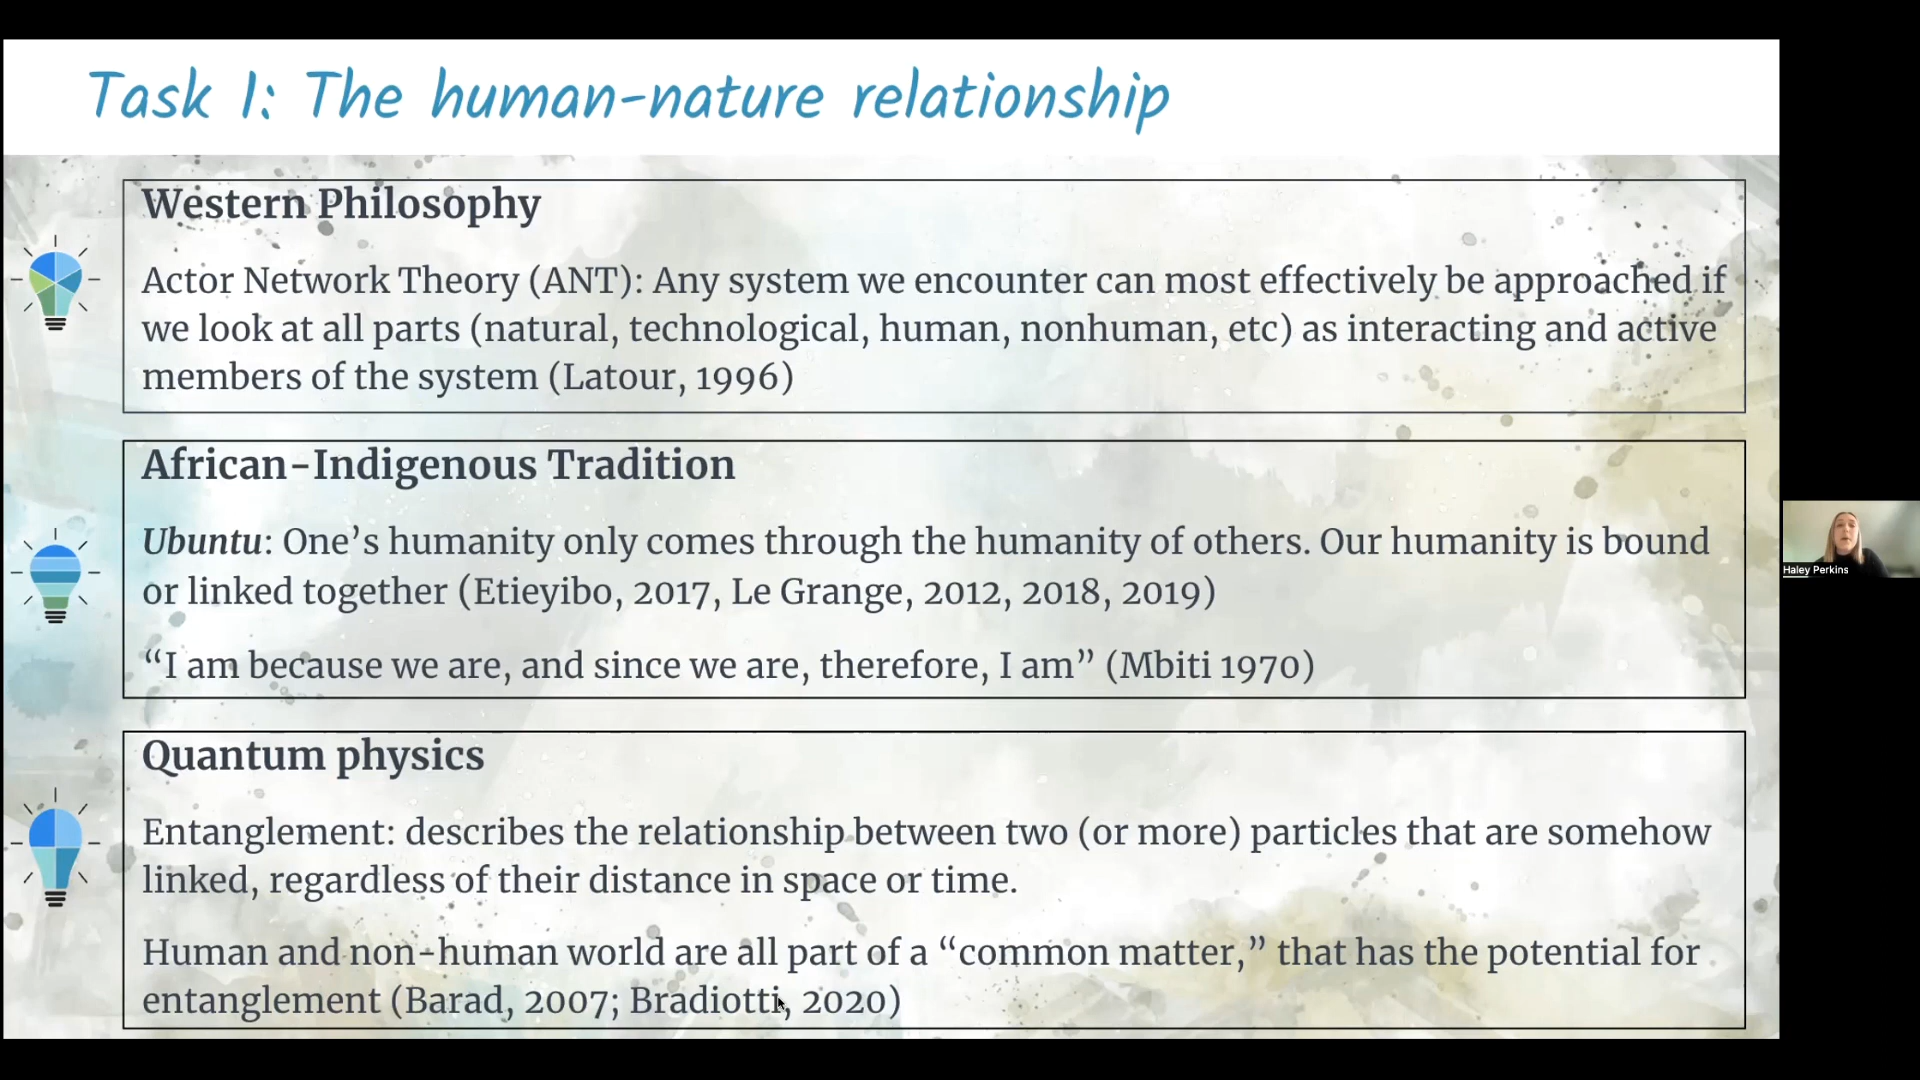 Task 1: The human-nature relationship
Western Philosophy
Actor Network Theory (ANT): Any system we encounter can most effectively be approached if
we look at all parts (natural, technological, human, nonhuman, etc) as interacting and active
members of the system (Latour, 1996)
African-Indigenous Tradition
Ubuntu: One’s humanity only comes through the humanity of others. Our humanity is bound
or linked together (Etieyibo, 2017, Le Grange, 2012, 2018, 2019)
“I am because we are, and since we are, therefore, I am” (Mbiti 1970)
Quantum physics
Entanglement: describes the relationship between two (or more) particles that are somehow
linked, regardless of their distance in space or time.
Human and non-human world are all part of a “common matter,” that has the potential for
entanglement (Barad, 2007; Bradiotti, 2020)
Haley Perkins